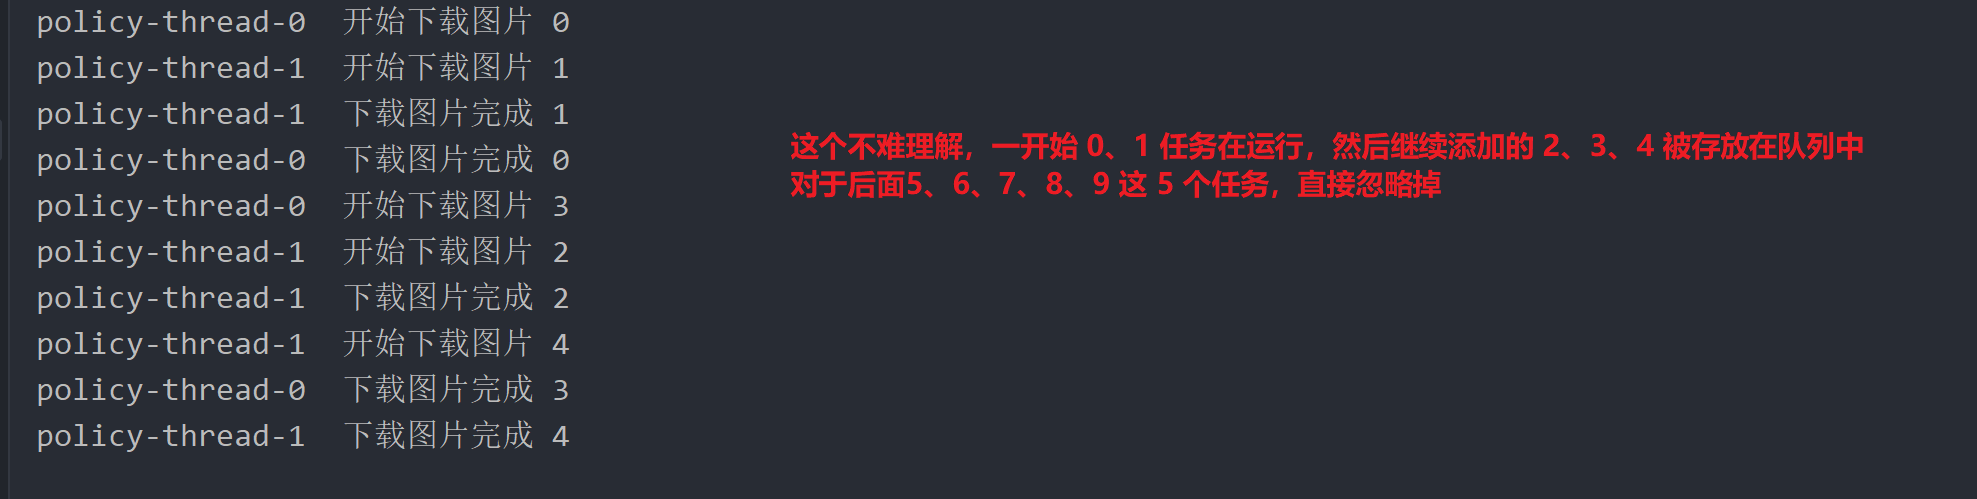 policy-thread-0  开始下载图片 0
policy-thread-1  开始下载图片 1
policy-thread-1  下载图片完成 1
policy-thread-0  下载图片完成 0
policy-thread-0  开始下载图片 3
policy-thread-1  开始下载图片 2
policy-thread-1  下载图片完成 2
policy-thread-1  开始下载图片 4
policy-thread-0  下载图片完成 3
policy-thread-1  下载图片完成 4
这个不难理解，一开始 0、1 任务在运行，然后继续添加的 2、3、4 被存放在队列中
对于后面5、6、7、8、9 这 5 个任务，直接忽略掉